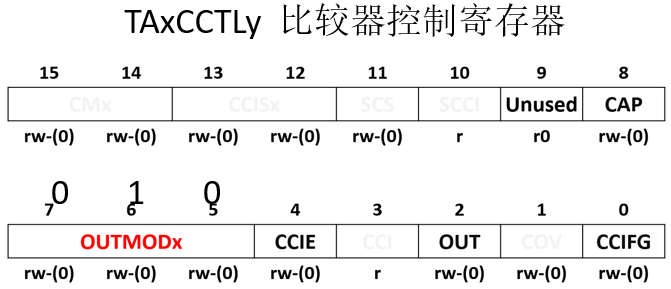 TAxCCTLy 比较器控制寄存器
15 14 13 12 11 10 9 8
CMx CCISx SCS SCCI Unused CAP
rw-(0) rw-(0) rw-(0) rw-(0) rw-(0) r r0 rw-(0)
0 1 0
7 6 5 4 3 2 1 0
OUTMODx CCIE CCI OUT COV CCIFG
rw-(0) rw-(0) rw-(0) rw-(0) r rw-(0) rw-(0) rw-(0)